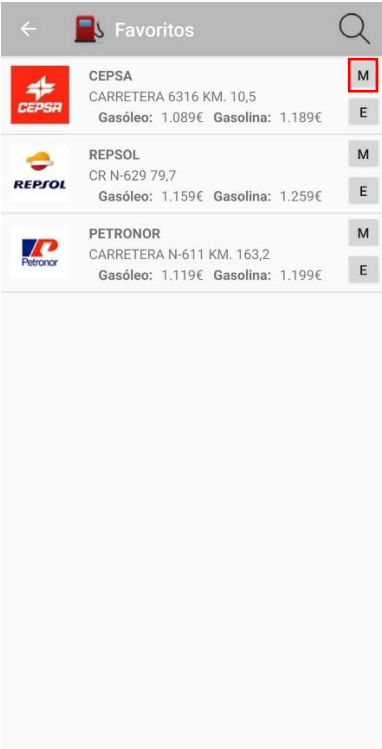 Favoritos
CEPSA
CEPSA
CARRETERA 6316 KM. 10,5
Gasóleo: 1.089€ Gasolina: 1.189€
M
E
REPSOL
REPSOL
CR N-629 79,7
Gasóleo: 1.159€ Gasolina: 1.259€
M
E
Petronor
PETRONOR
CARRETERA N-611 KM. 163,2
Gasóleo: 1.119€ Gasolina: 1.199€
M
E